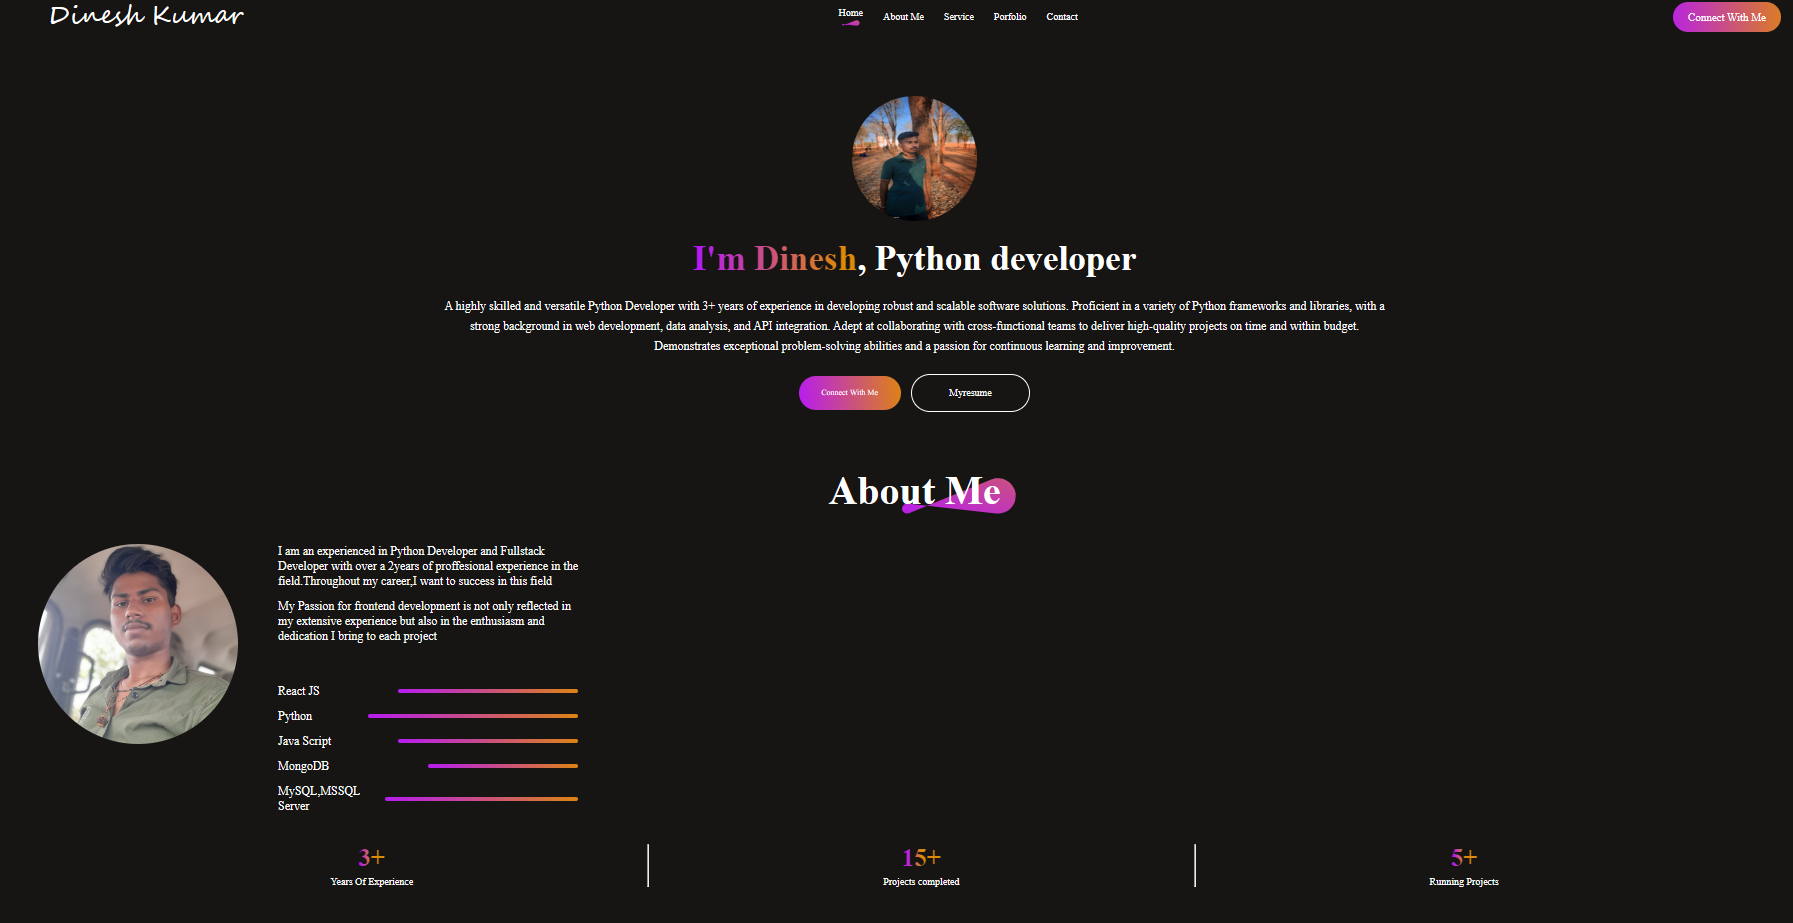 Dinesh Kumar
Home
About Me
Service
Porfolio
Contact
Connect With Me
I'm Dinesh, Python developer
A highly skilled and versatile Python Developer with 3+ years of experience in developing robust and scalable software solutions. Proficient in a variety of Python frameworks and libraries, with a
strong background in web development, data analysis, and API integration. Adept at collaborating with cross-functional teams to deliver high-quality projects on time and within budget.
Demonstrates exceptional problem-solving abilities and a passion for continuous learning and improvement.
Connect With Me
Myresume
About Me
I am an experienced in Python Developer and Fullstack
Developer with over a 2years of proffesional experience in the
field.Throughout my career,I want to success in this field
My Passion for frontend development is not only reflected in
my extensive experience but also in the enthusiasm and
dedication I bring to each project
React JS
Python
Java Script
MongoDB
MySQL,MSSQL
Server
3+
Years Of Experience
15+
Projects completed
5+
Running Projects